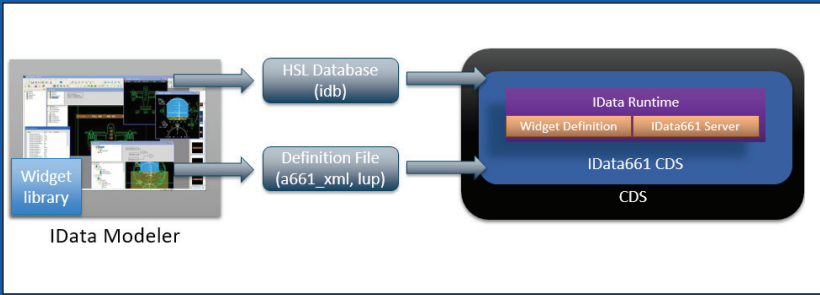 HSL Database
(idb)
IData Runtime
Widget Definition
IData661 Server
Definition File
(a661_xml, lup)
IData661 CDS
Widget
library
CDS
IData Modeler